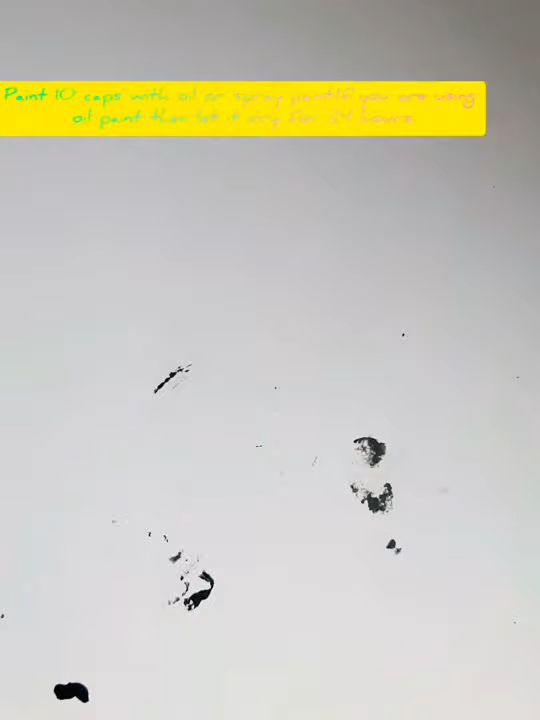 Paint 10 caps with oil or spray paint If you are using
oil paint then let it dry for 24 hours